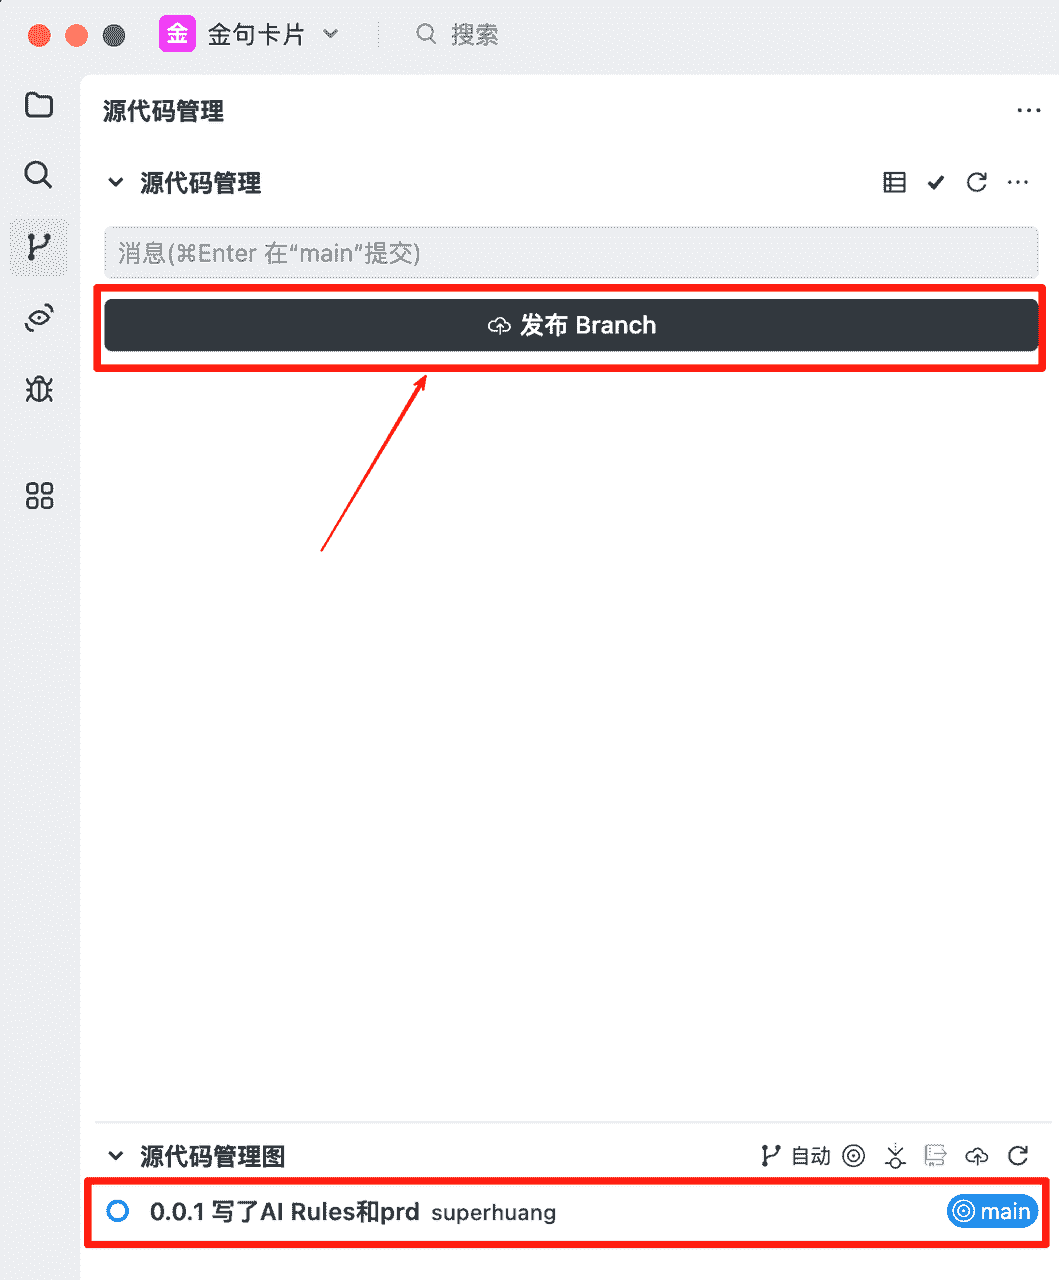 金 金句卡片 搜索
源代码管理
源代码管理
消息(⌘Enter 在“main”提交)
发布 Branch
源代码管理图 自动
0.0.1 写了AI Rules和prd superhuang main